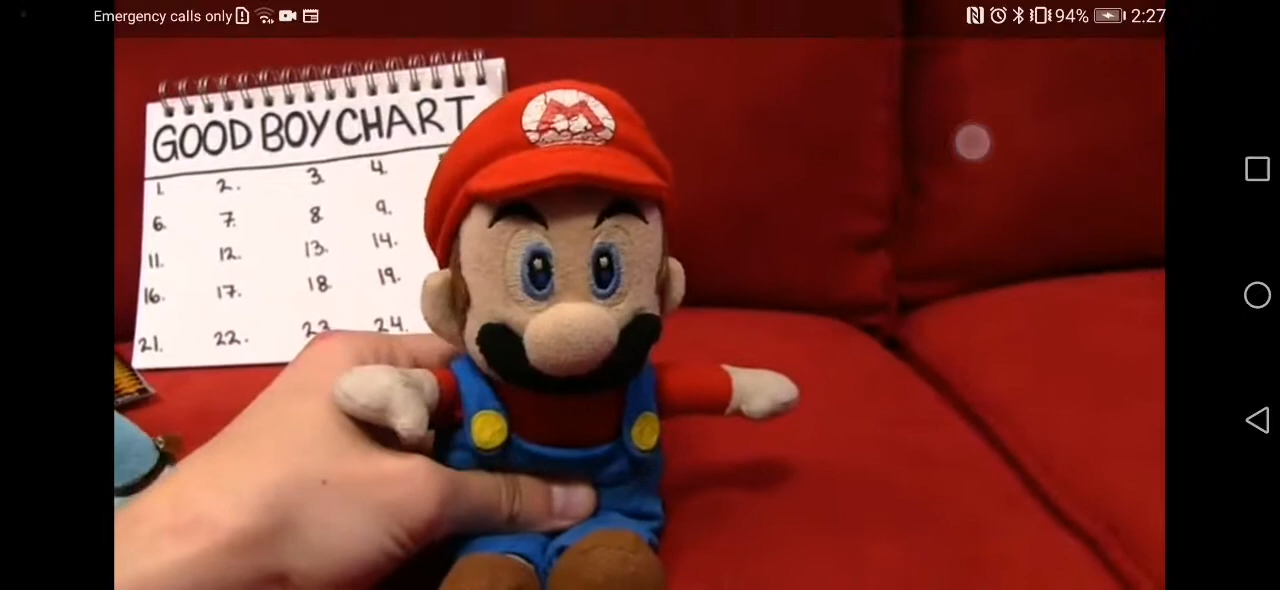 Emergency calls only 94% 2:27
GOOD BOY CHART
1. 2. 3. 4.
6. 7. 8. 9.
11. 12. 13. 14.
16. 17. 18. 19.
21. 22. 23. 24.
M